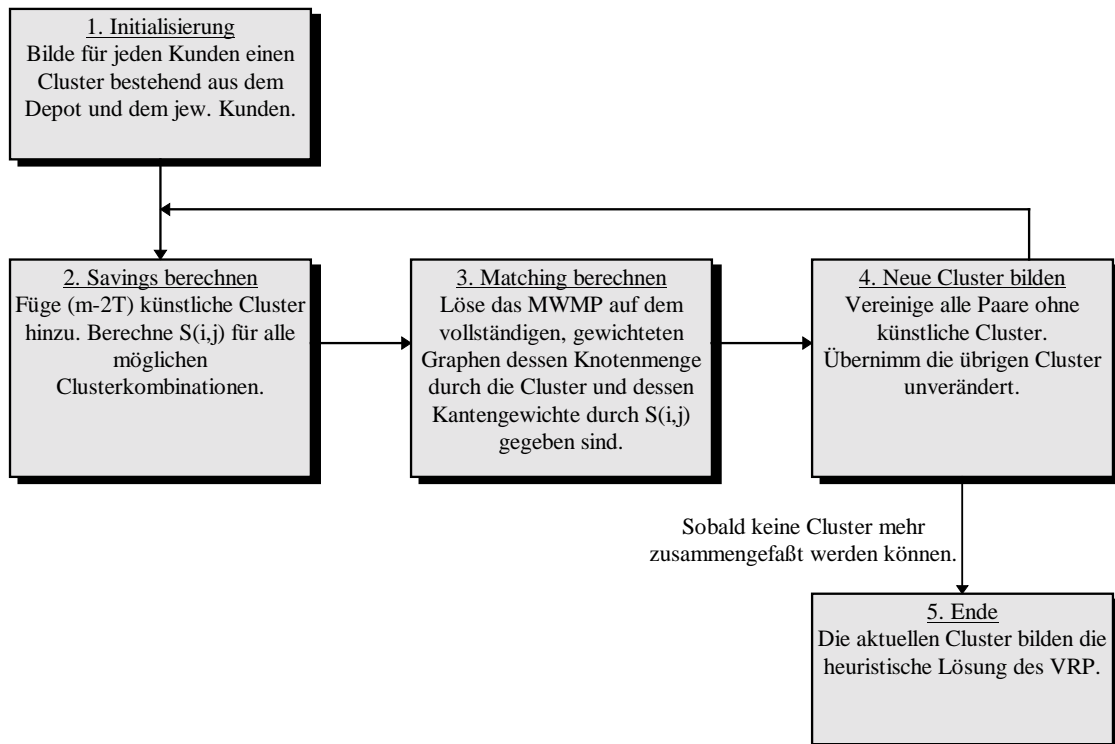 1. Initialisierung
Bilde für jeden Kunden einen
Cluster bestehend aus dem
Depot und dem jew. Kunden.
2. Savings berechnen
Füge (m-2T) künstliche Cluster
hinzu. Berechne S(i,j) für alle
möglichen
Clusterkombinationen.
3. Matching berechnen
Löse das MWMP auf dem
vollständigen, gewichteten
Graphen dessen Knotenmenge
durch die Cluster und dessen
Kantengewichte durch S(i,j)
gegeben sind.
4. Neue Cluster bilden
Vereinige alle Paare ohne
künstliche Cluster.
Übernimm die übrigen Cluster
unverändert.
Sobald keine Cluster mehr
zusammengefaßt werden können.
5. Ende
Die aktuellen Cluster bilden die
heuristische Lösung des VRP.